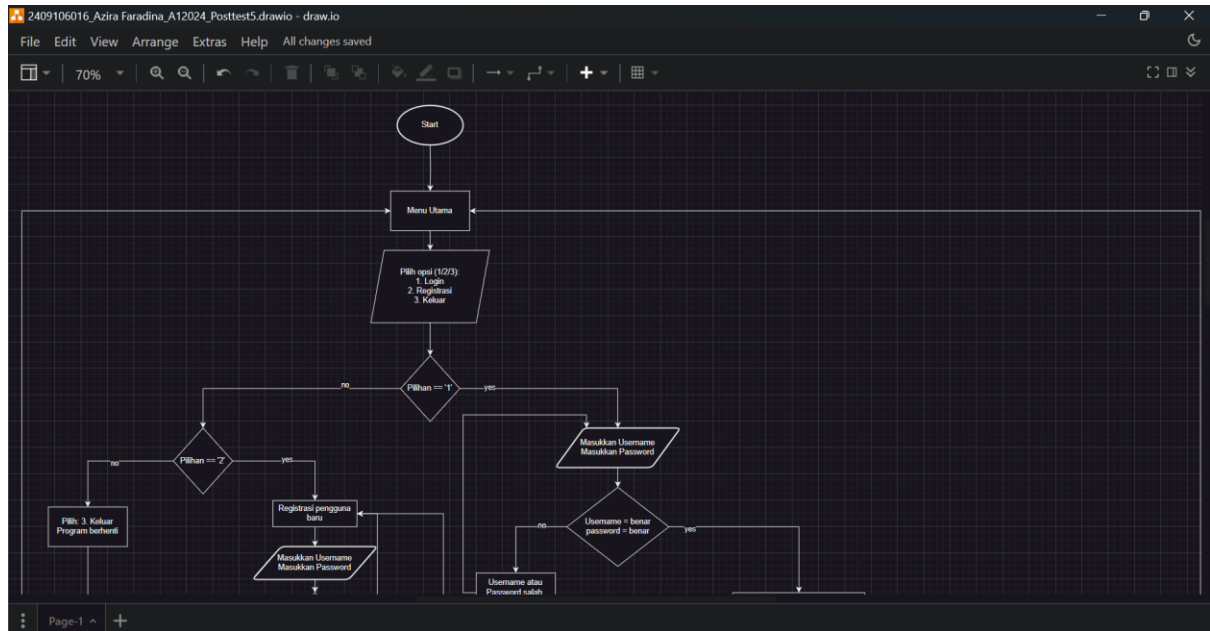 2409106016_Azira Faradina_A12024_Posttest5.drawio - draw.io
File Edit View Arrange Extras Help All changes saved
70%
Start
Menu Utama
Pilih opsi (1/2/3):
1. Login
2. Registrasi
3. Keluar
Pilihan == '1'
no
yes
Masukkan Username
Masukkan Password
Pilihan == '2'
no
yes
Registrasi pengguna
baru
Pilih: 3. Keluar
Program berhenti
Username = benar
password = benar
no
yes
Masukkan Username
Masukkan Password
Username atau
Password salah
Page-1